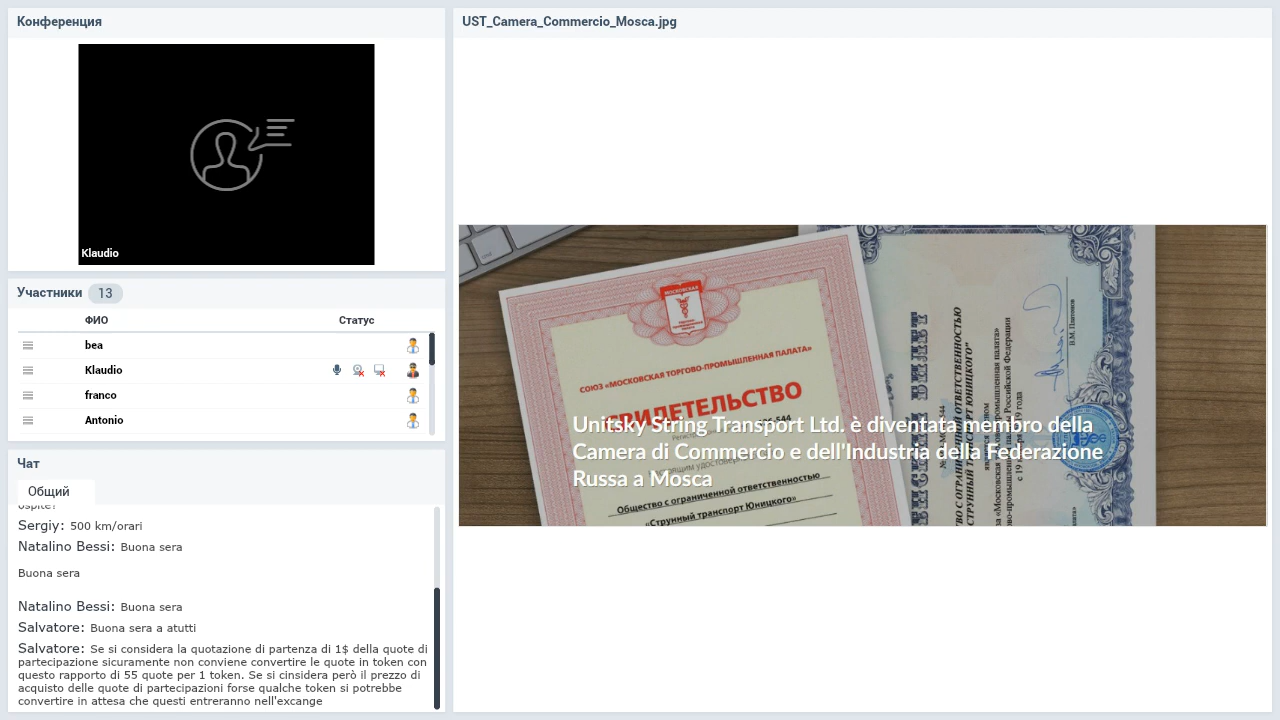 Конференция
Klaudio
Участники 13
ФИО Статус
bea
Klaudio
franco
Antonio
Чат
Общий
ospite?
Sergiy: 500 km/orari
Natalino Bessi: Buona sera
Buona sera
Natalino Bessi: Buona sera
Salvatore: Buona sera a atutti
Salvatore: Se si considera la quotazione di partenza di 1$ della quote di
partecipazione sicuramente non conviene convertire le quote in token con
questo rapporto di 55 quote per 1 token. Se si cinsidera però il prezzo di
acquisto delle quote di partecipazioni forse qualche token si potrebbe
convertire in attesa che questi entreranno nell'excange
UST_Camera_Commercio_Mosca.jpg
МОСКОВСКАЯ
СОЮЗ «МОСКОВСКАЯ ТОРГОВО-ПРОМЫШЛЕННАЯ ПАЛАТА»
СВИДЕТЕЛЬСТВО
Unitsky String Transport Ltd. è diventata membro della
Camera di Commercio e dell'Industria della Federazione
Russa a Mosca
Общество с ограниченной ответственностью
«Струнный транспорт Юницкого»
В.М. Платонов